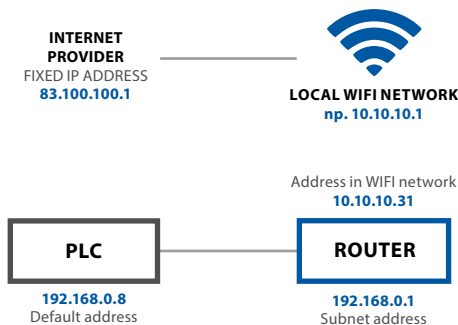 INTERNET
PROVIDER
FIXED IP ADDRESS
83.100.100.1
LOCAL WIFI NETWORK
np. 10.10.10.1
Address in WIFI network
10.10.10.31
PLC
ROUTER
192.168.0.8
Default address
192.168.0.1
Subnet address